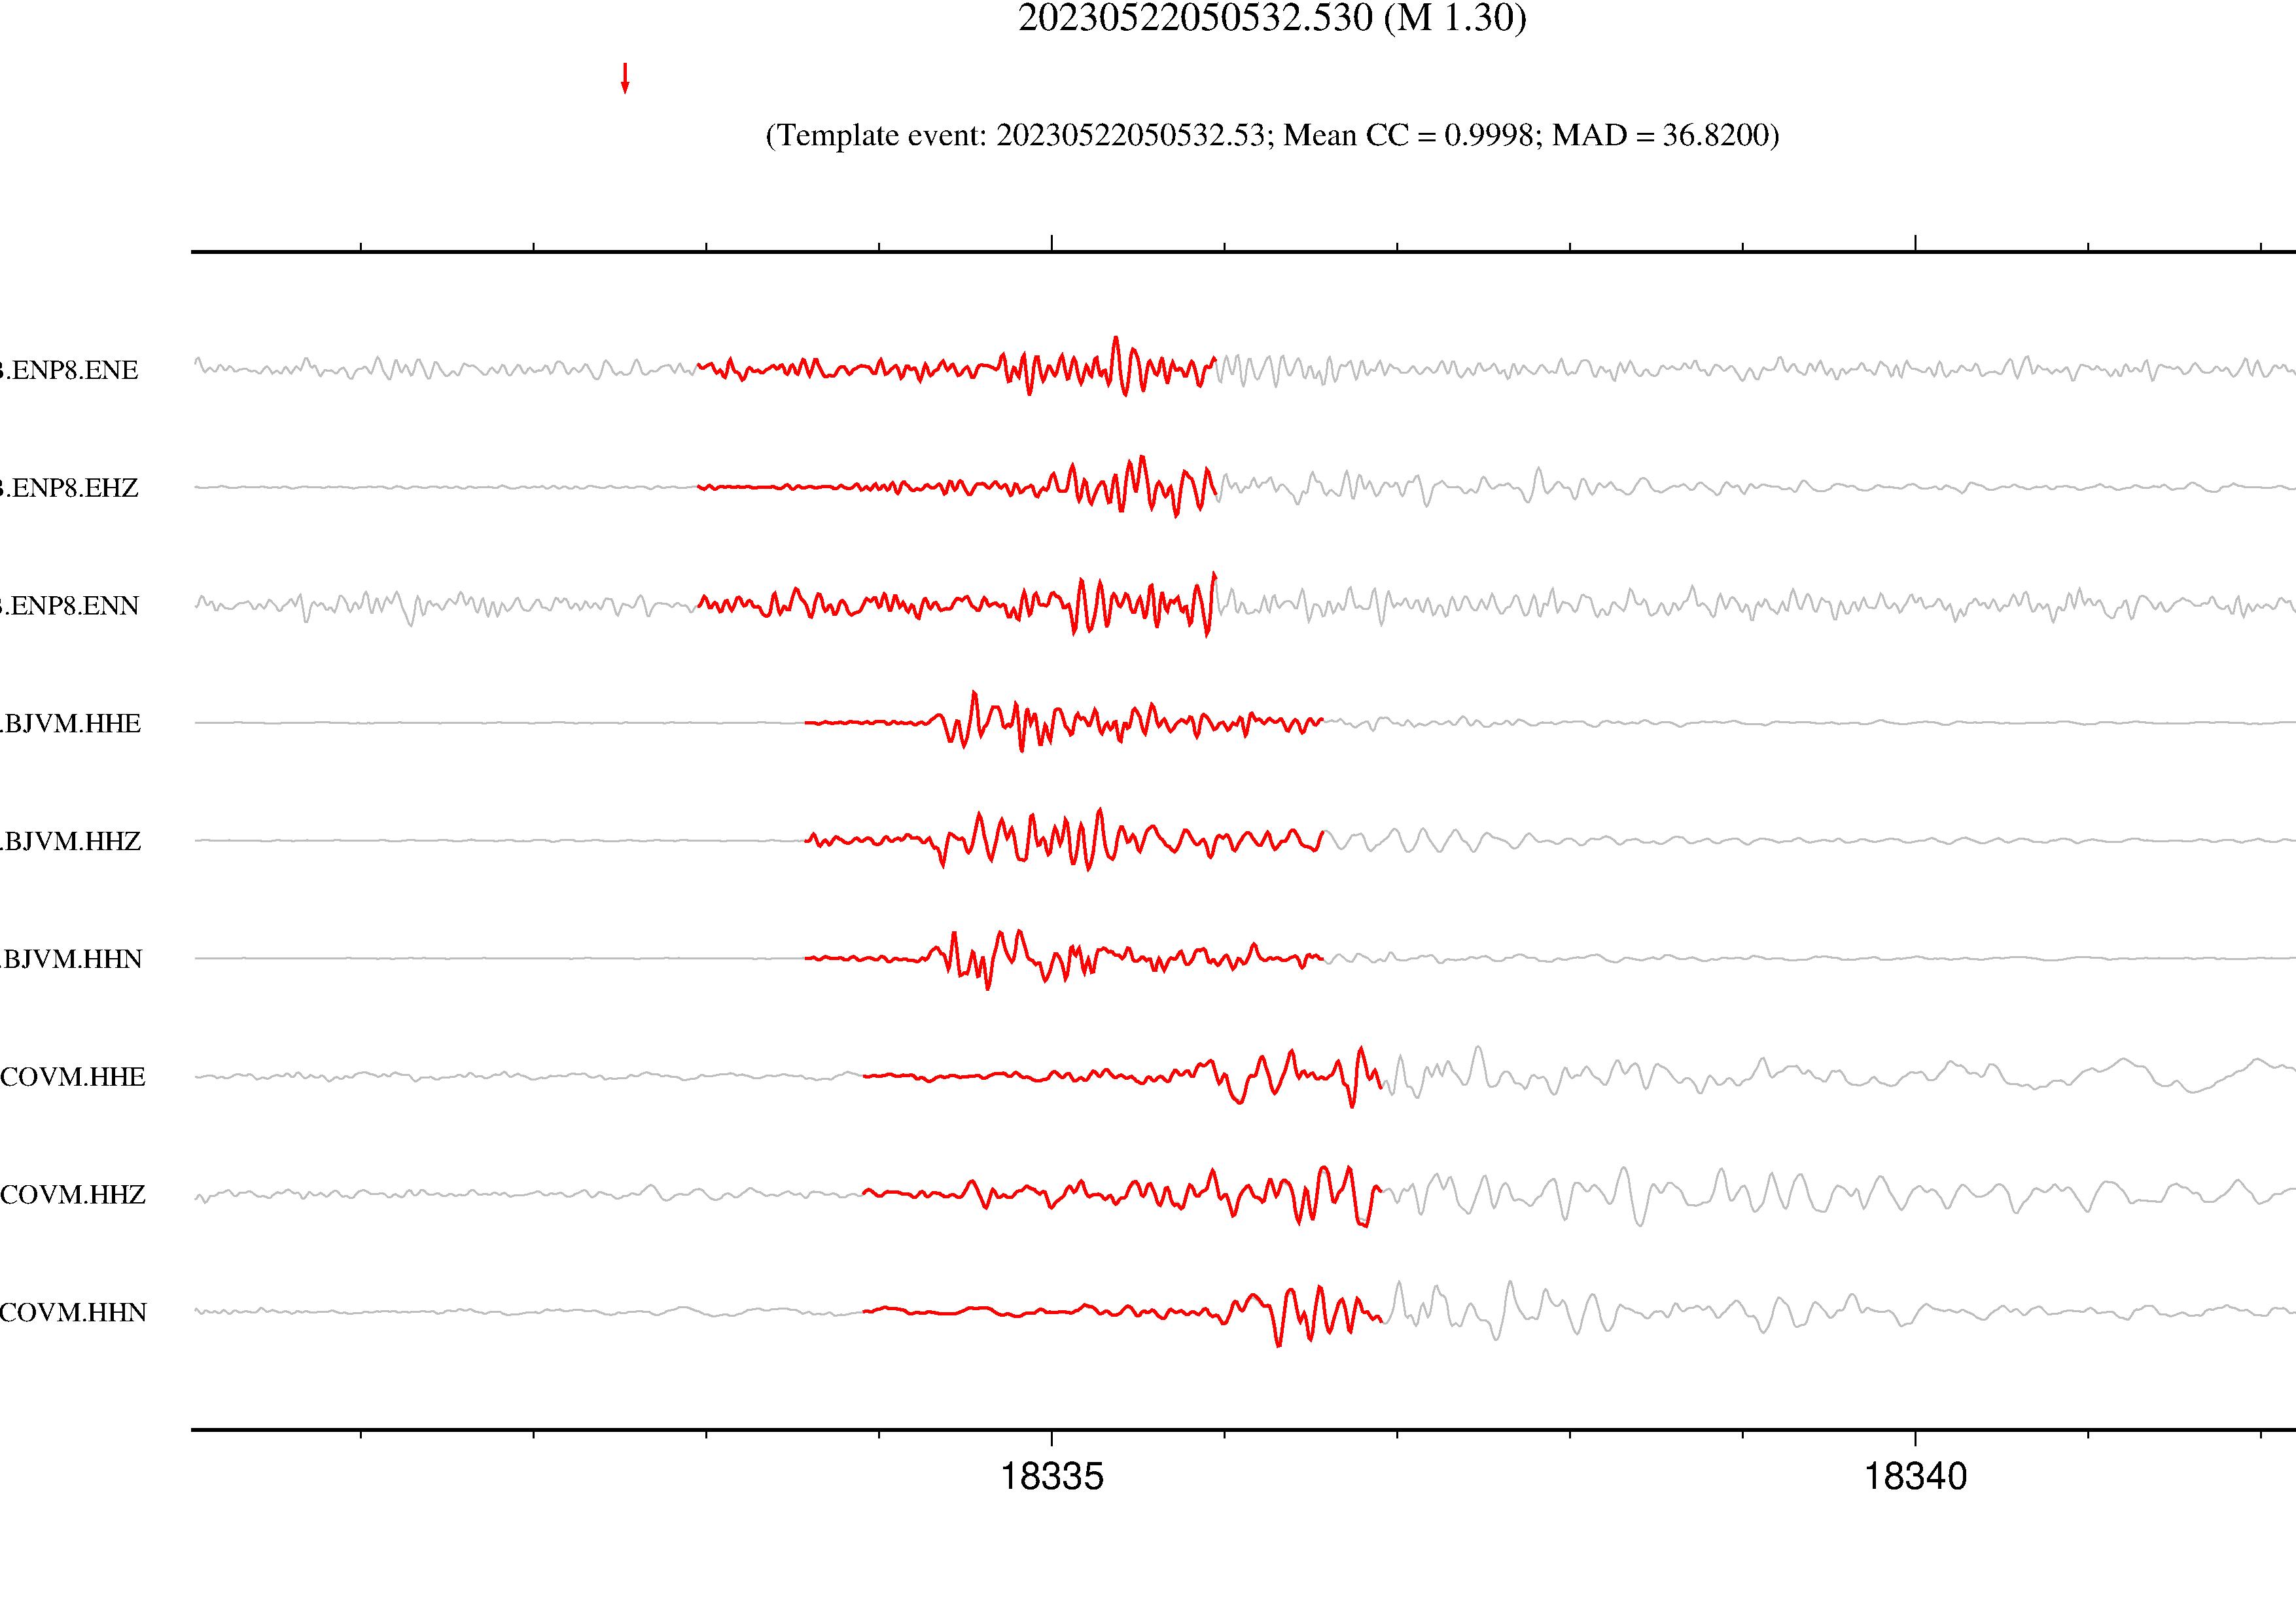 20230522050532.530 (M 1.30)
(Template event: 20230522050532.53; Mean CC = 0.9998; MAD = 36.8200)
.ENP8.ENE
.ENP8.EHZ
.ENP8.ENN
.BJVM.HHE
.BJVM.HHZ
.BJVM.HHN
COVM.HHE
COVM.HHZ
COVM.HHN
18335 18340